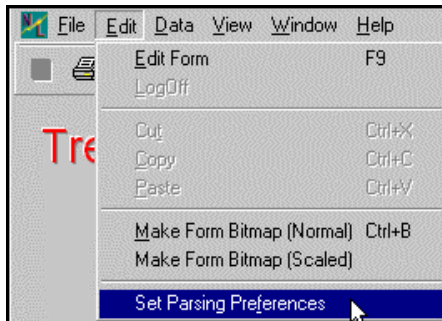 File Edit Data View Window Help
Edit Form F9
LogOff
Cut Ctrl+X
Copy Ctrl+C
Paste Ctrl+V
Tre
Make Form Bitmap (Normal) Ctrl+B
Make Form Bitmap (Scaled)
Set Parsing Preferences